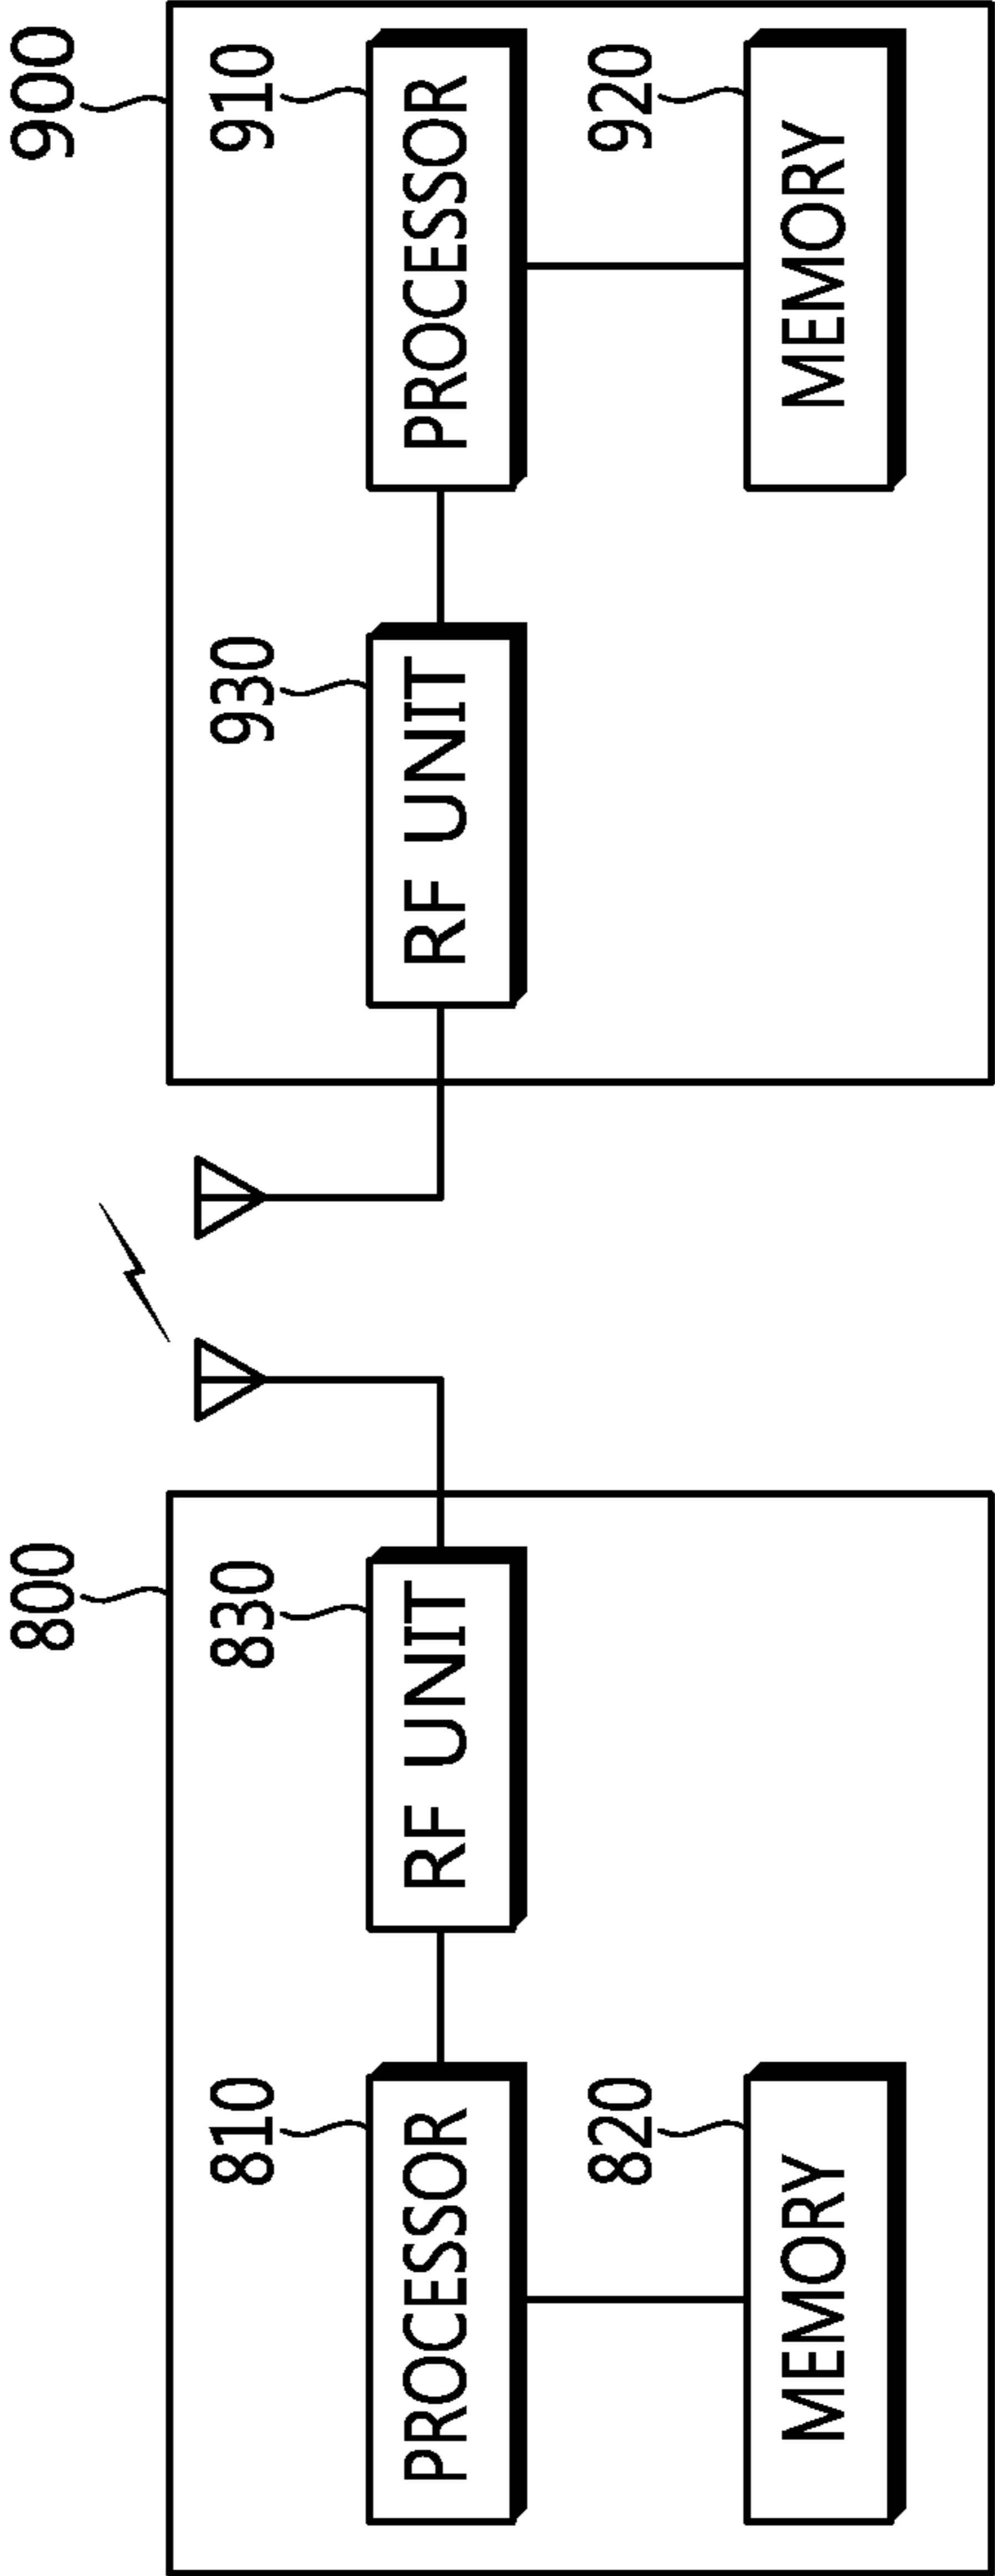 800
900
810
PROCESSOR
830
RF UNIT
930
RF UNIT
910
PROCESSOR
820
MEMORY
920
MEMORY